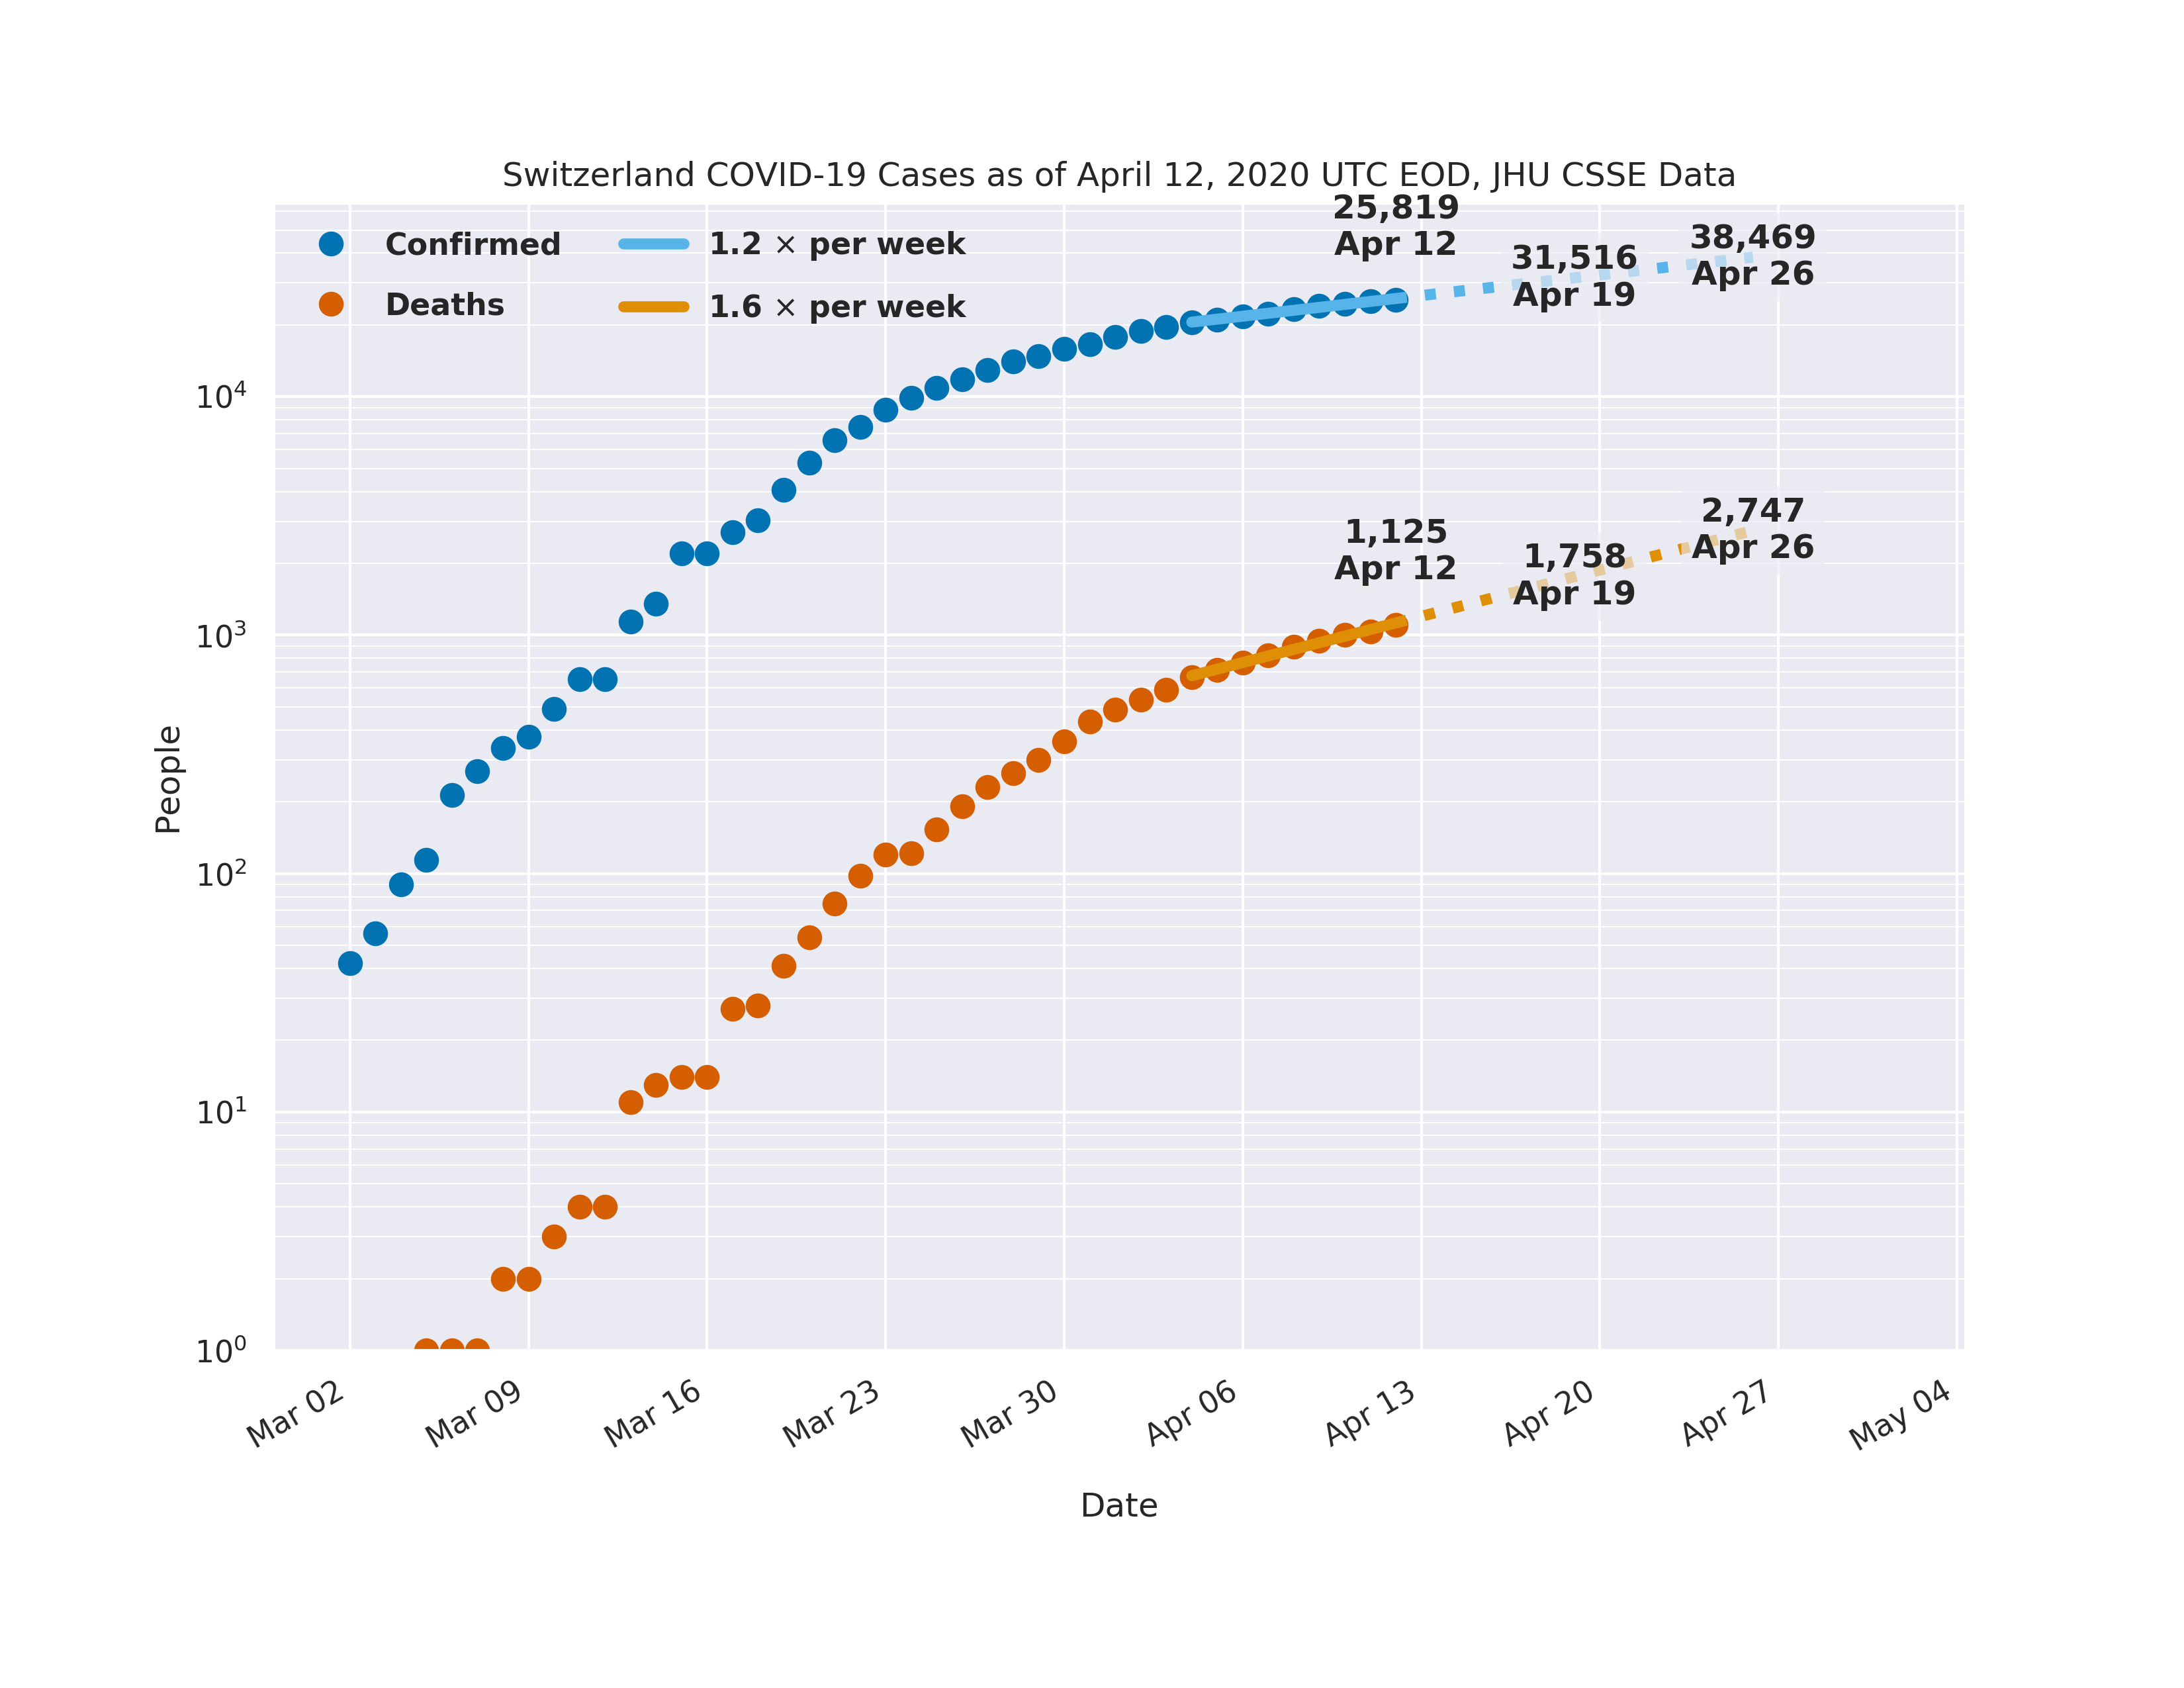 Switzerland COVID-19 Cases as of April 12, 2020 UTC EOD, JHU CSSE Data
Confirmed
Deaths
1.2 × per week
1.6 × per week
25,819
Apr 12
31,516
Apr 19
38,469
Apr 26
1,125
Apr 12
1,758
Apr 19
2,747
Apr 26
People
10⁴
10³
10²
10¹
10⁰
Mar 02
Mar 09
Mar 16
Mar 23
Mar 30
Apr 06
Apr 13
Apr 20
Apr 27
May 04
Date